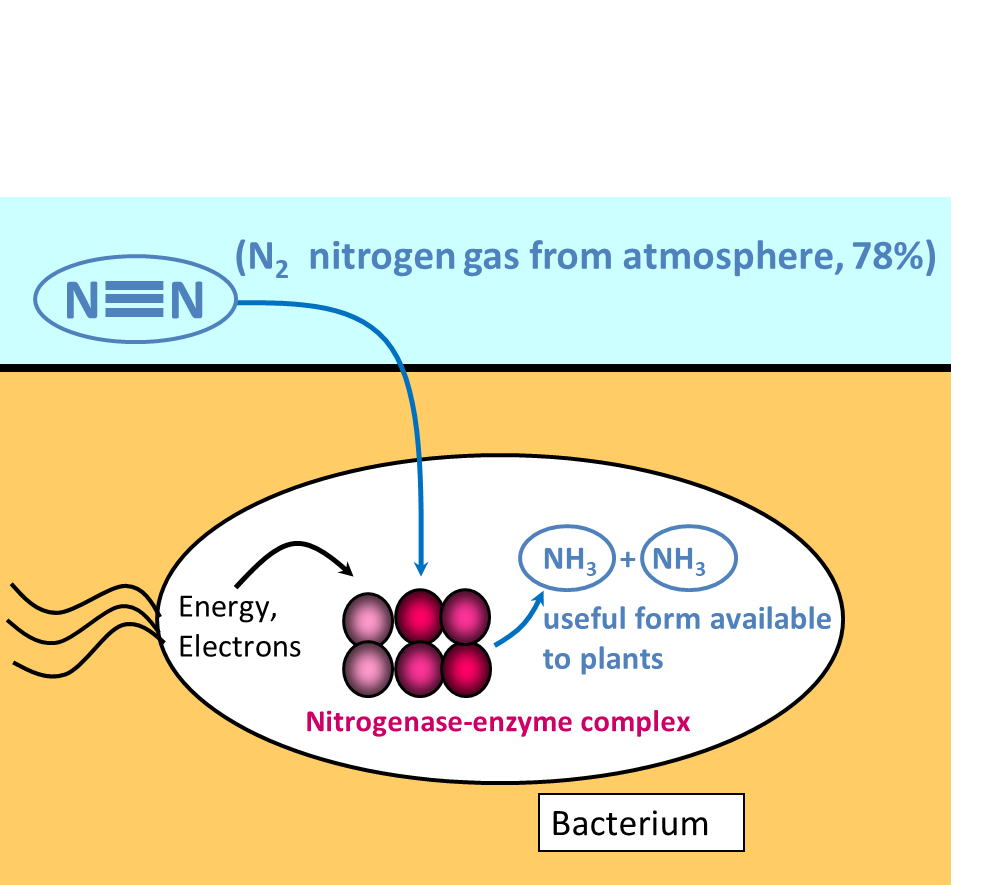 (N₂ nitrogen gas from atmosphere, 78%)
N≡N
NH₃ + NH₃
Energy,
Electrons
useful form available
to plants
Nitrogenase-enzyme complex
Bacterium